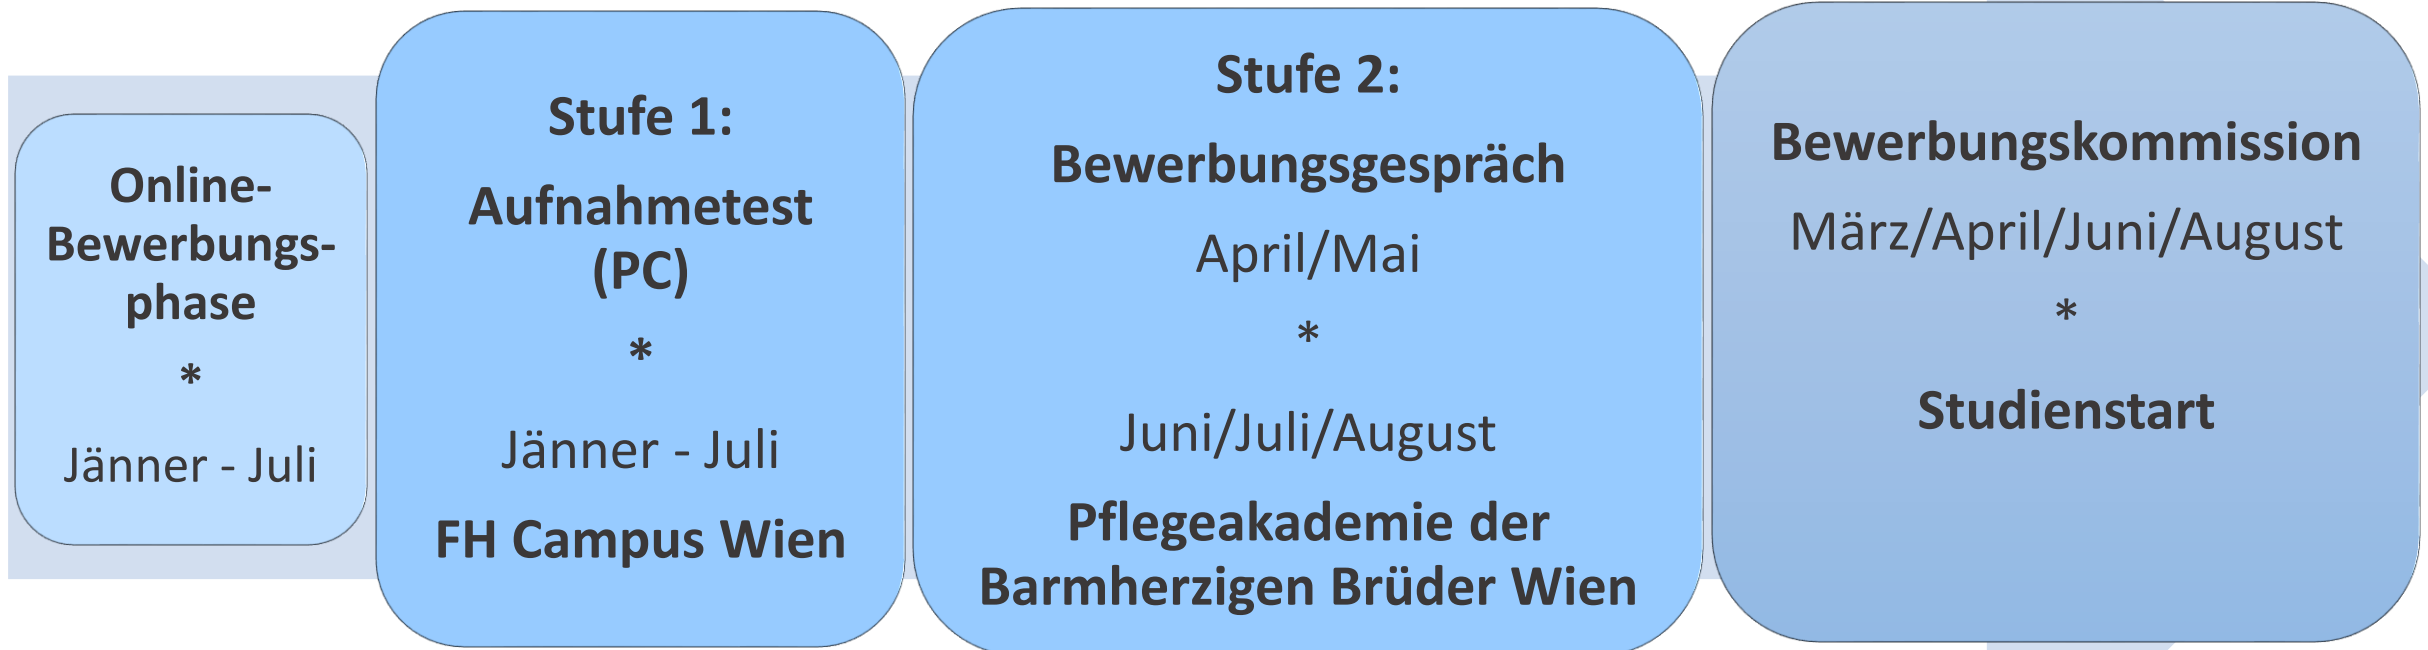 Online-
Bewerbungs-
phase
*
Jänner - Juli
Stufe 1:
Aufnahmetest
(PC)
*
Jänner - Juli
FH Campus Wien
Stufe 2:
Bewerbungsgespräch
April/Mai
*
Juni/Juli/August
Pflegeakademie der
Barmherzigen Brüder Wien
Bewerbungskommission
März/April/Juni/August
*
Studienstart